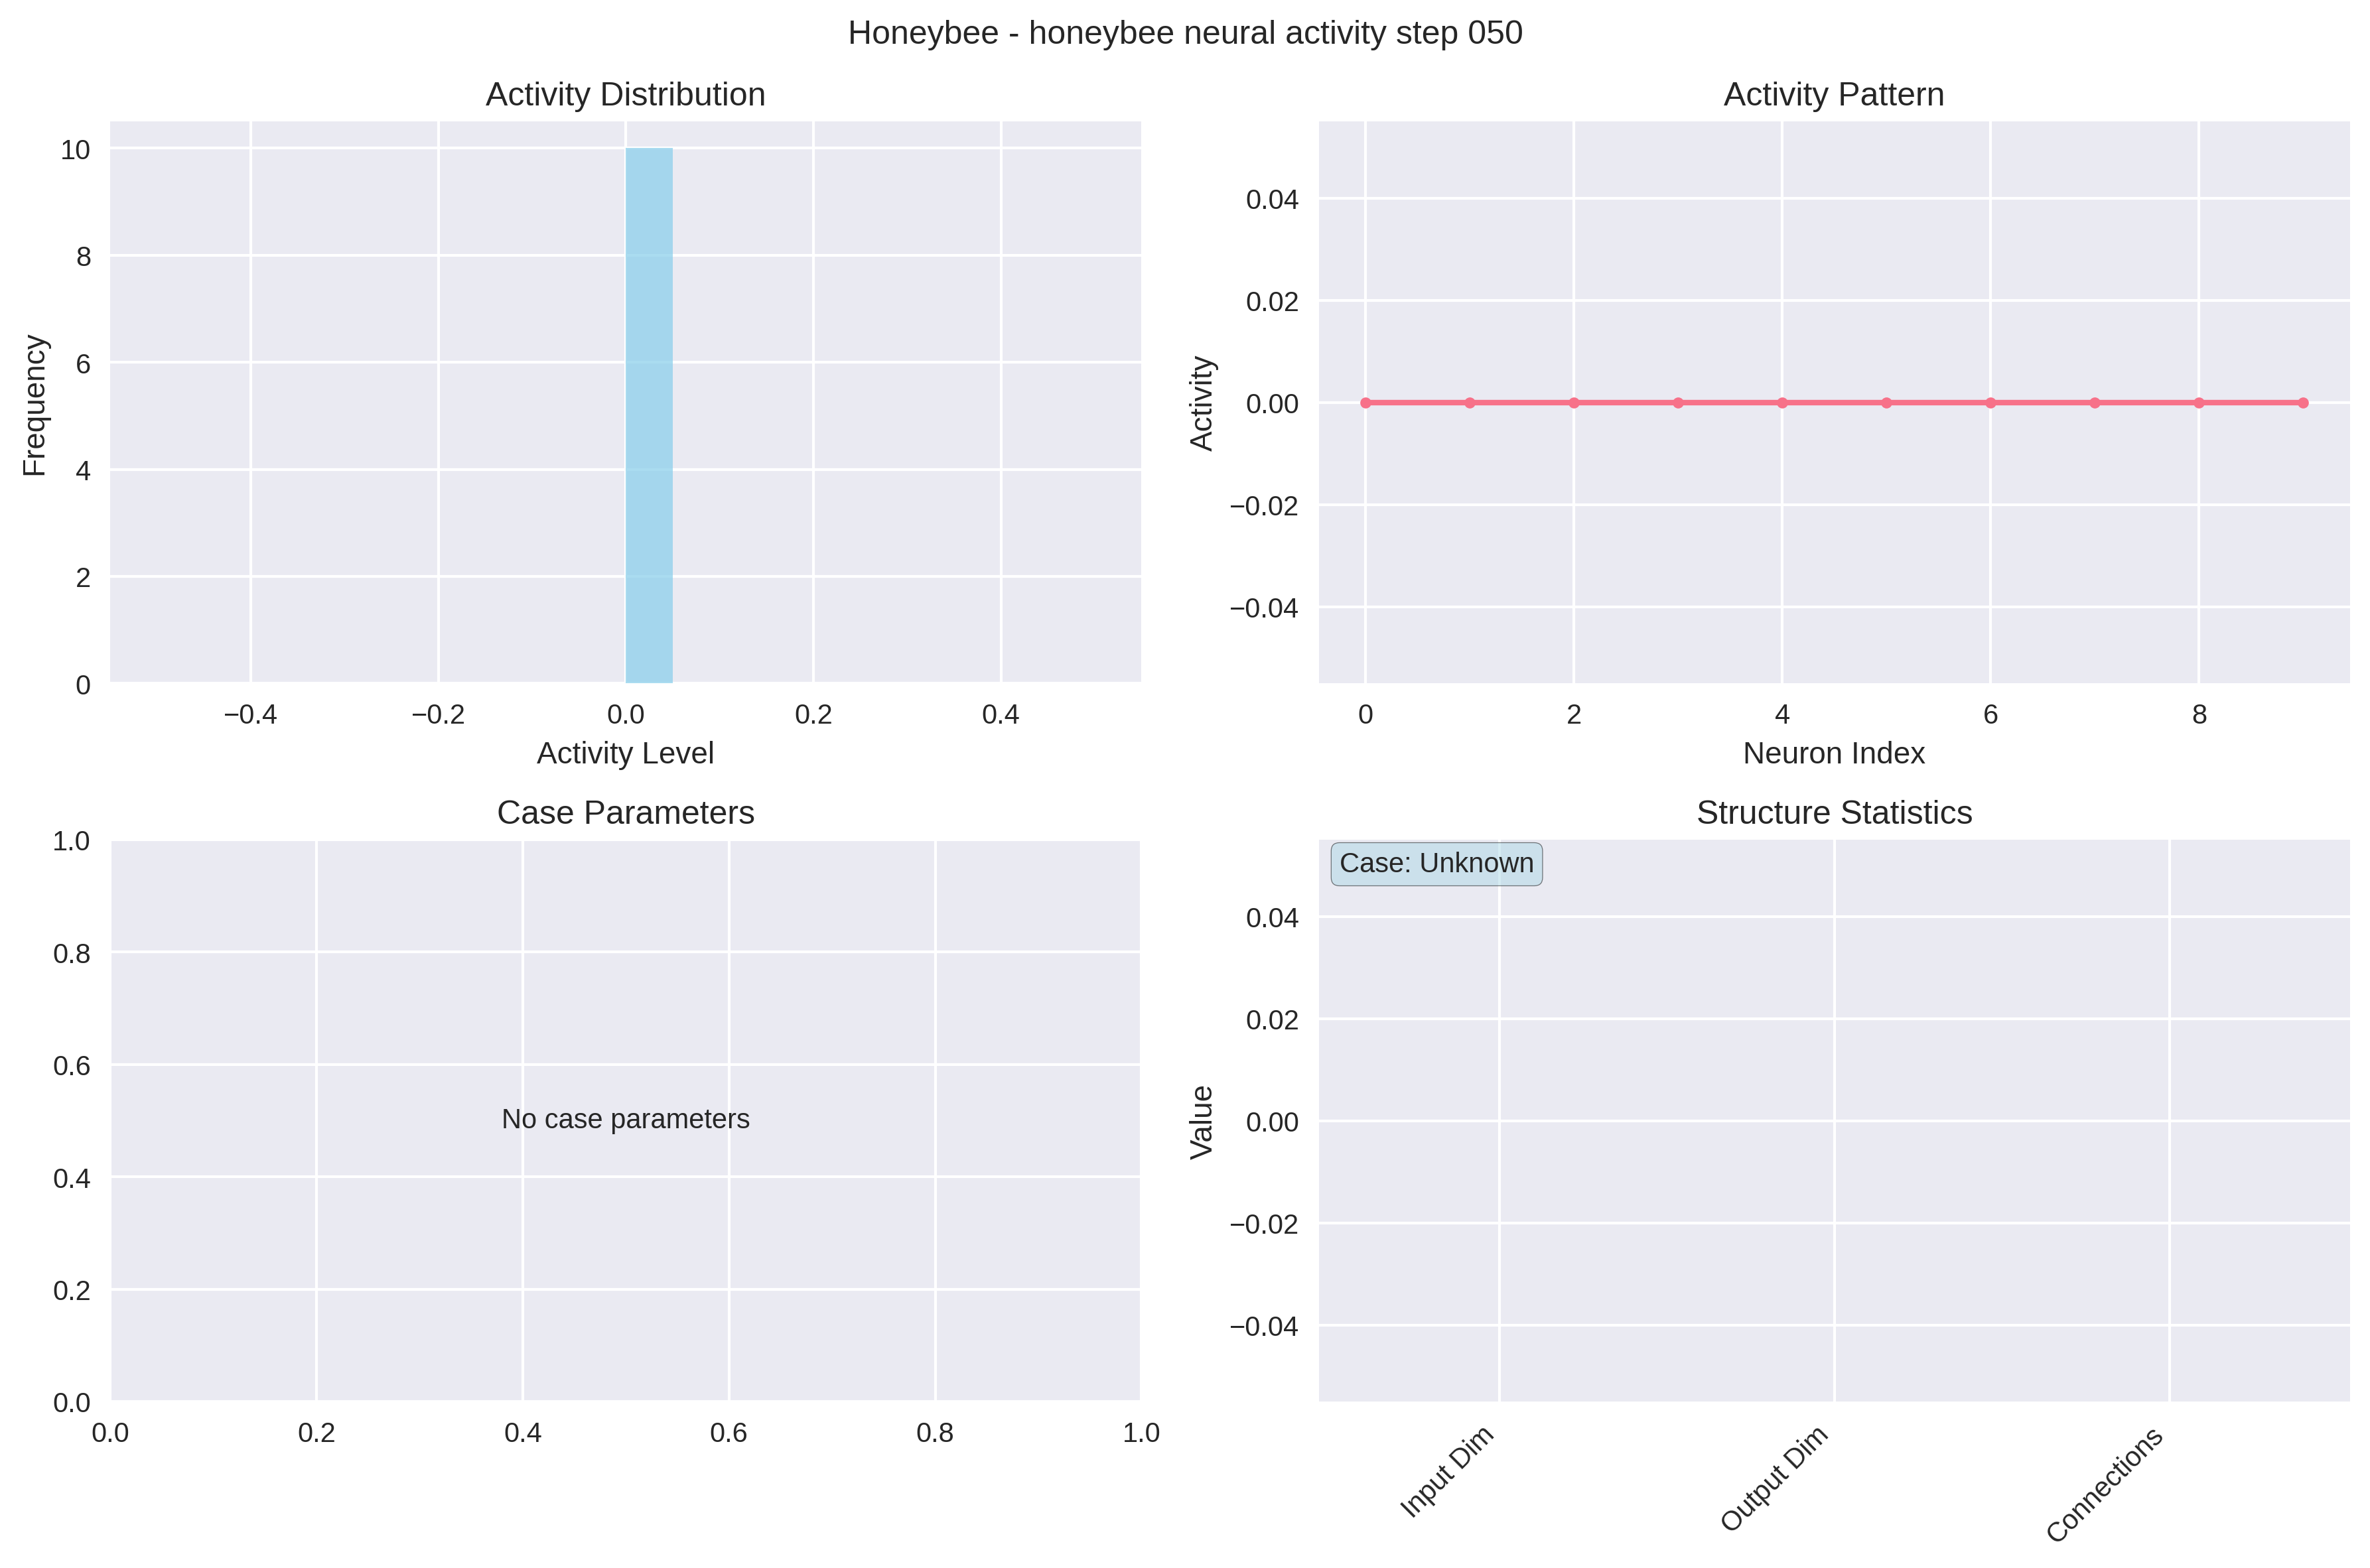 Honeybee - honeybee neural activity step 050
Activity Distribution
Frequency
10
8
6
4
2
0
−0.4 −0.2 0.0 0.2 0.4
Activity Level
Activity Pattern
Activity
0.04
0.02
0.00
−0.02
−0.04
0 2 4 6 8
Neuron Index
Case Parameters
1.0
0.8
0.6
0.4
0.2
0.0
No case parameters
0.0 0.2 0.4 0.6 0.8 1.0
Structure Statistics
Case: Unknown
Value
0.04
0.02
0.00
−0.02
−0.04
Input Dim
Output Dim
Connections